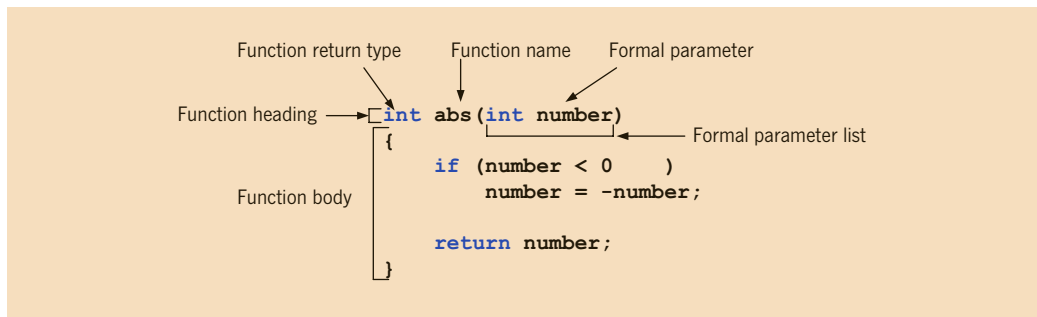 Function return type Function name Formal parameter
Function heading int abs(int number)
Formal parameter list
{
if (number < 0 )
Function body number = -number;
return number;
}